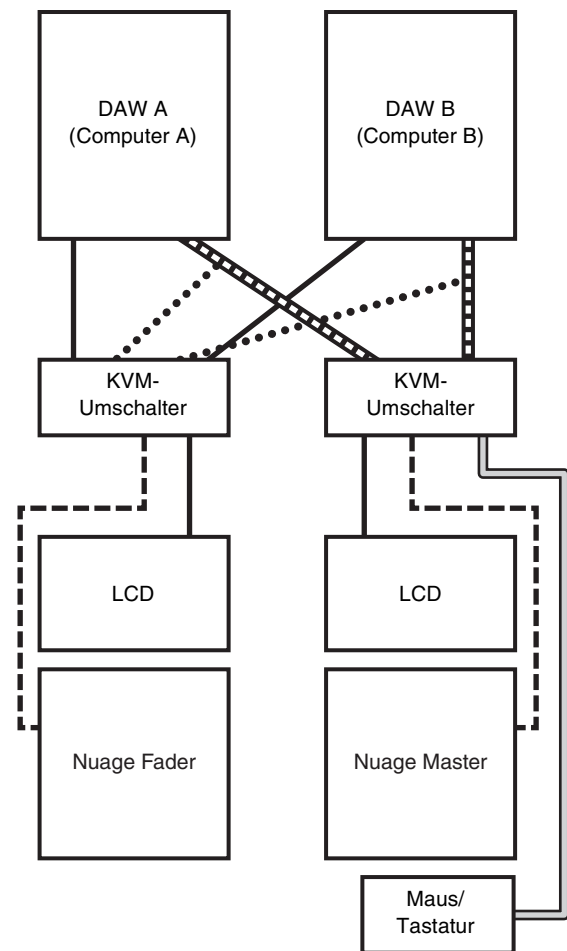 DAW A
(Computer A)
DAW B
(Computer B)
KVM-
Umschalter
KVM-
Umschalter
LCD
LCD
Nuage Fader
Nuage Master
Maus/
Tastatur